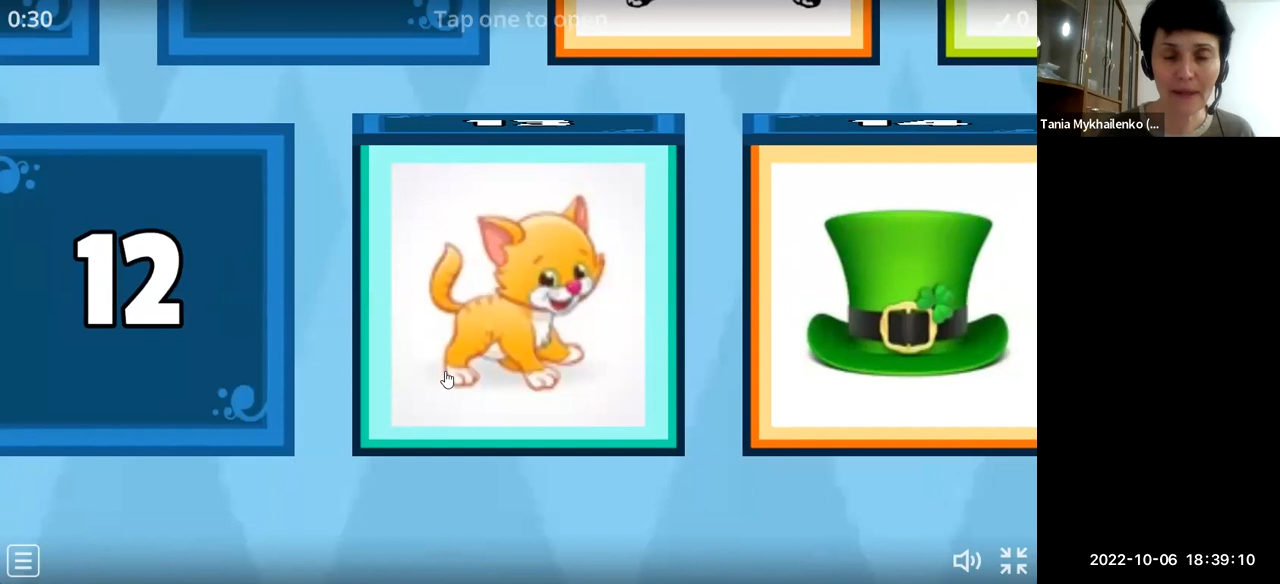 0:30
Tap one to open
✓ 0
12
Tania Mykhailenko (...
2022-10-06 18:39:10